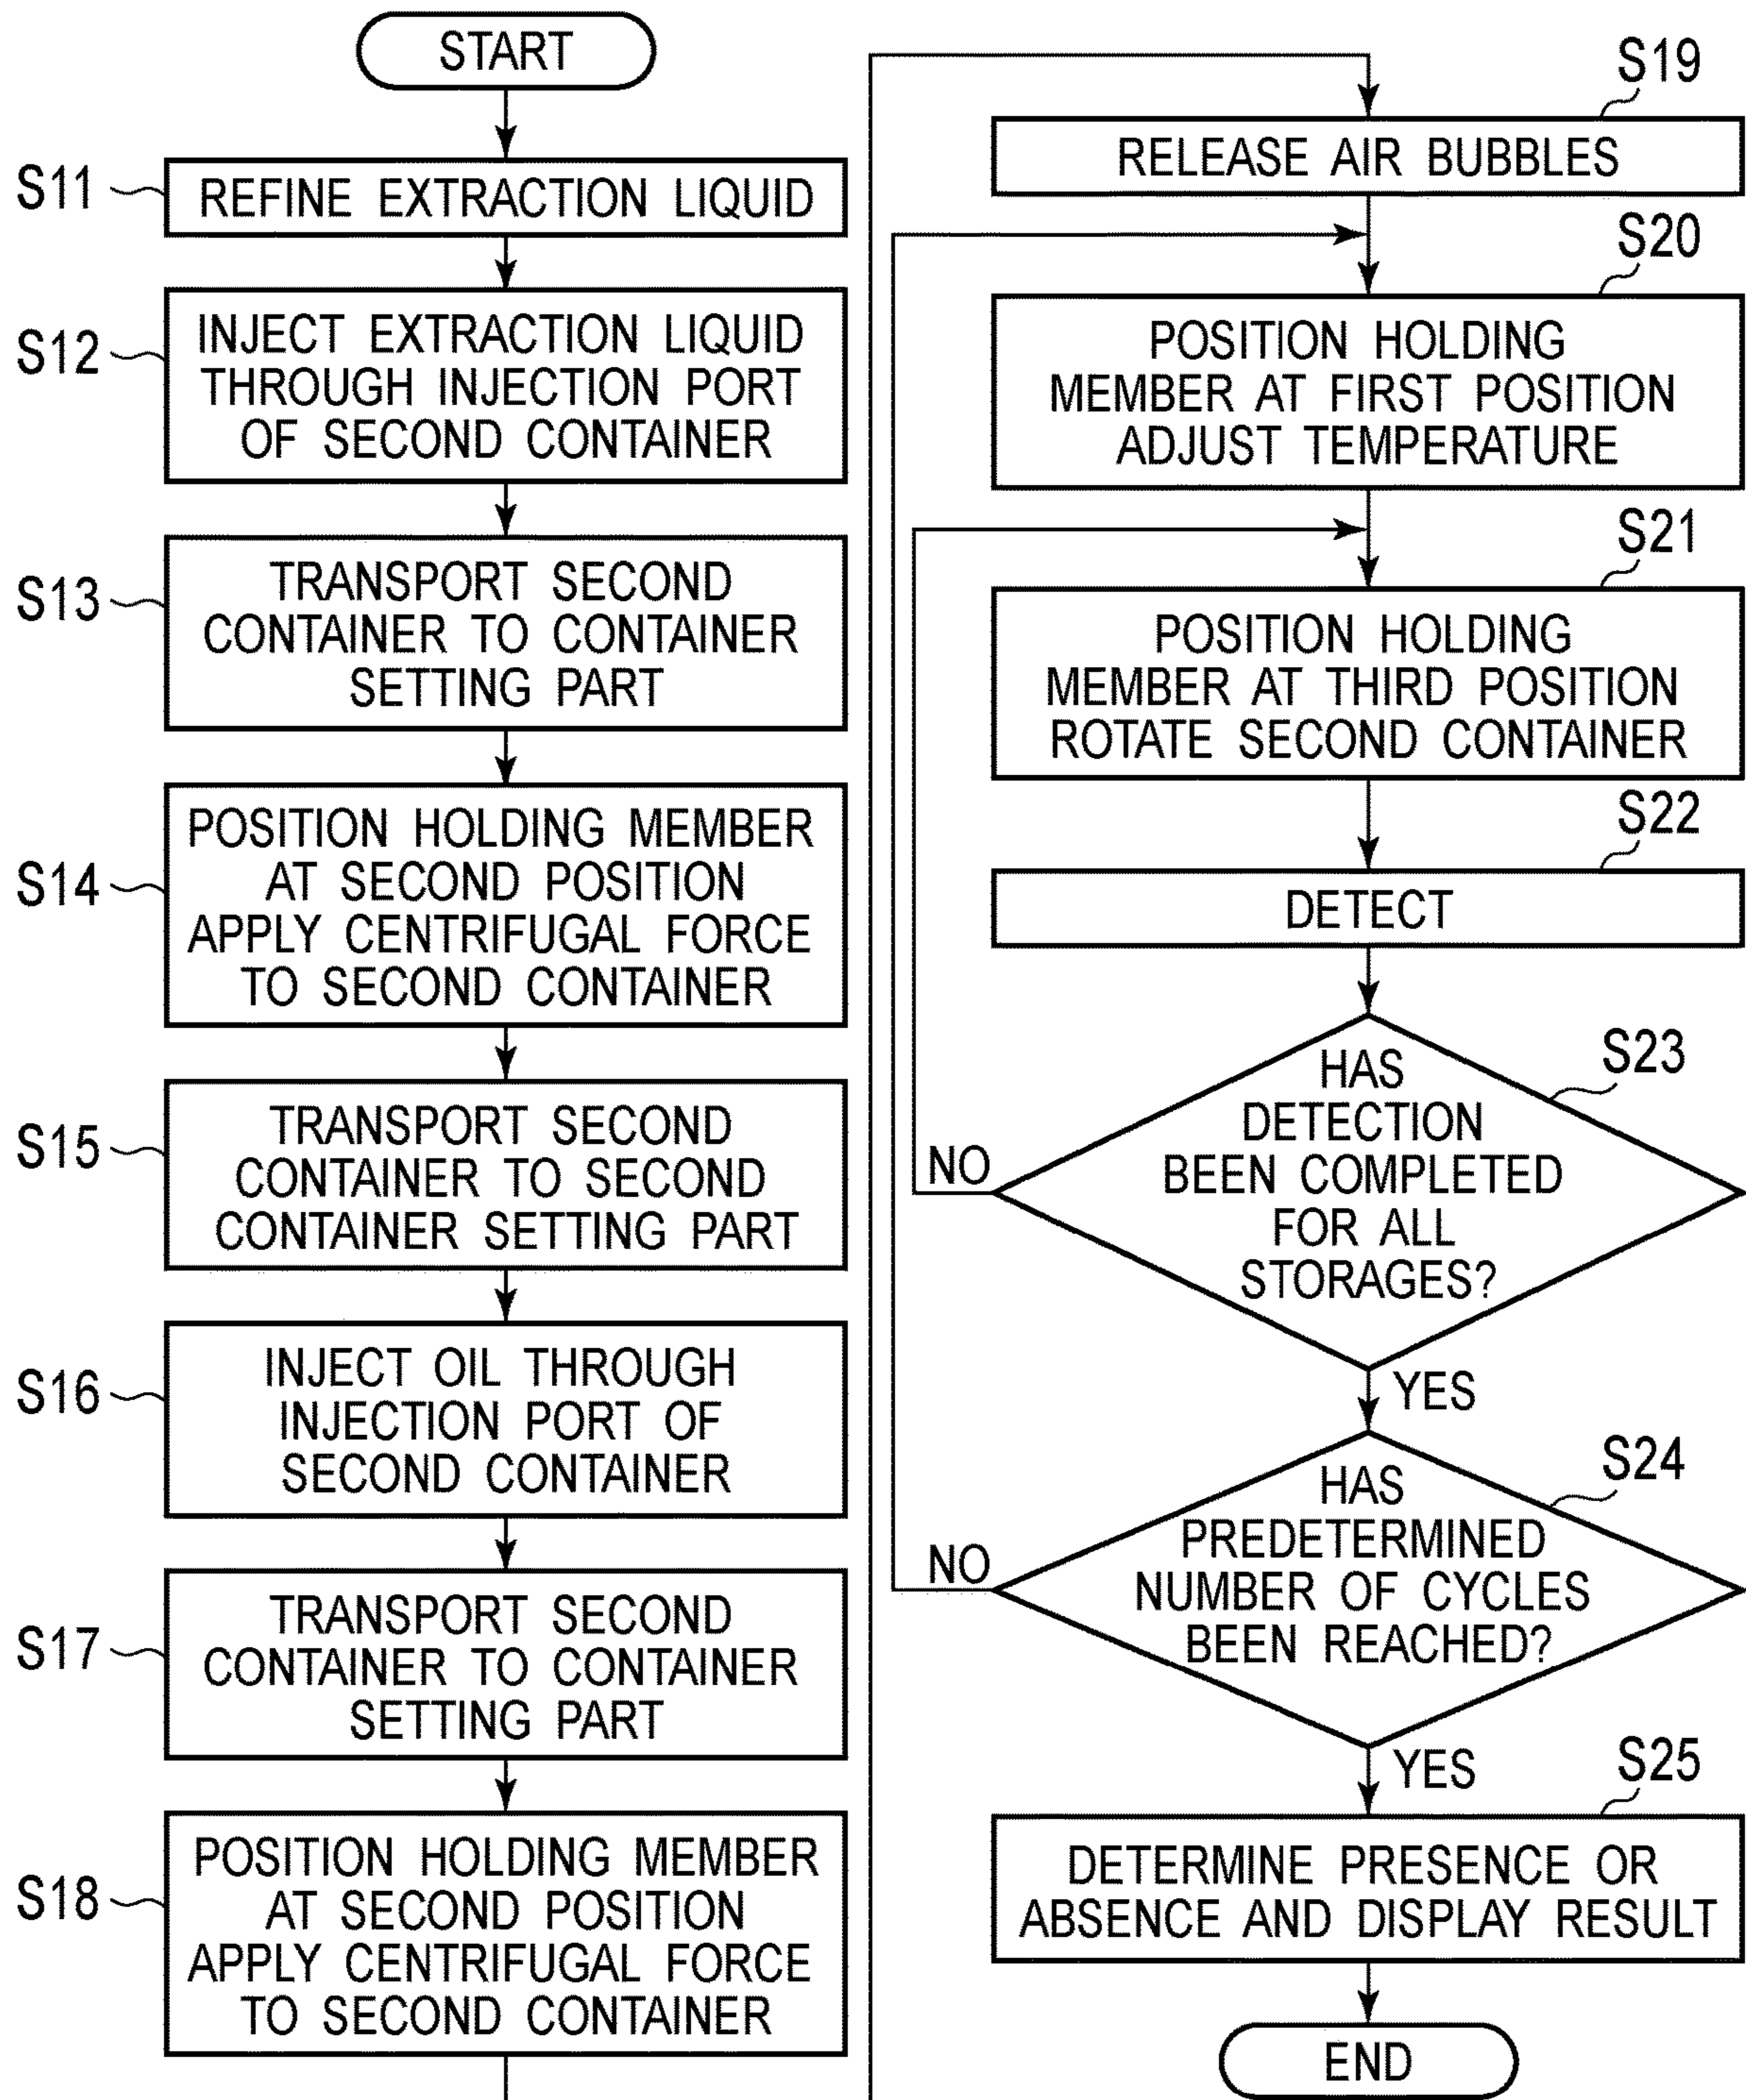 START
S11
REFINE EXTRACTION LIQUID
S12
INJECT EXTRACTION LIQUID
THROUGH INJECTION PORT
OF SECOND CONTAINER
S13
TRANSPORT SECOND
CONTAINER TO CONTAINER
SETTING PART
S14
POSITION HOLDING MEMBER
AT SECOND POSITION
APPLY CENTRIFUGAL FORCE
TO SECOND CONTAINER
S15
TRANSPORT SECOND
CONTAINER TO SECOND
CONTAINER SETTING PART
S16
INJECT OIL THROUGH
INJECTION PORT OF
SECOND CONTAINER
S17
TRANSPORT SECOND
CONTAINER TO CONTAINER
SETTING PART
S18
POSITION HOLDING MEMBER
AT SECOND POSITION
APPLY CENTRIFUGAL FORCE
TO SECOND CONTAINER
S19
RELEASE AIR BUBBLES
S20
POSITION HOLDING
MEMBER AT FIRST POSITION
ADJUST TEMPERATURE
S21
POSITION HOLDING
MEMBER AT THIRD POSITION
ROTATE SECOND CONTAINER
S22
DETECT
S23
HAS
DETECTION
BEEN COMPLETED
FOR ALL
STORAGES?
NO
YES
S24
HAS
PREDETERMINED
NUMBER OF CYCLES
BEEN REACHED?
NO
YES
S25
DETERMINE PRESENCE OR
ABSENCE AND DISPLAY RESULT
END